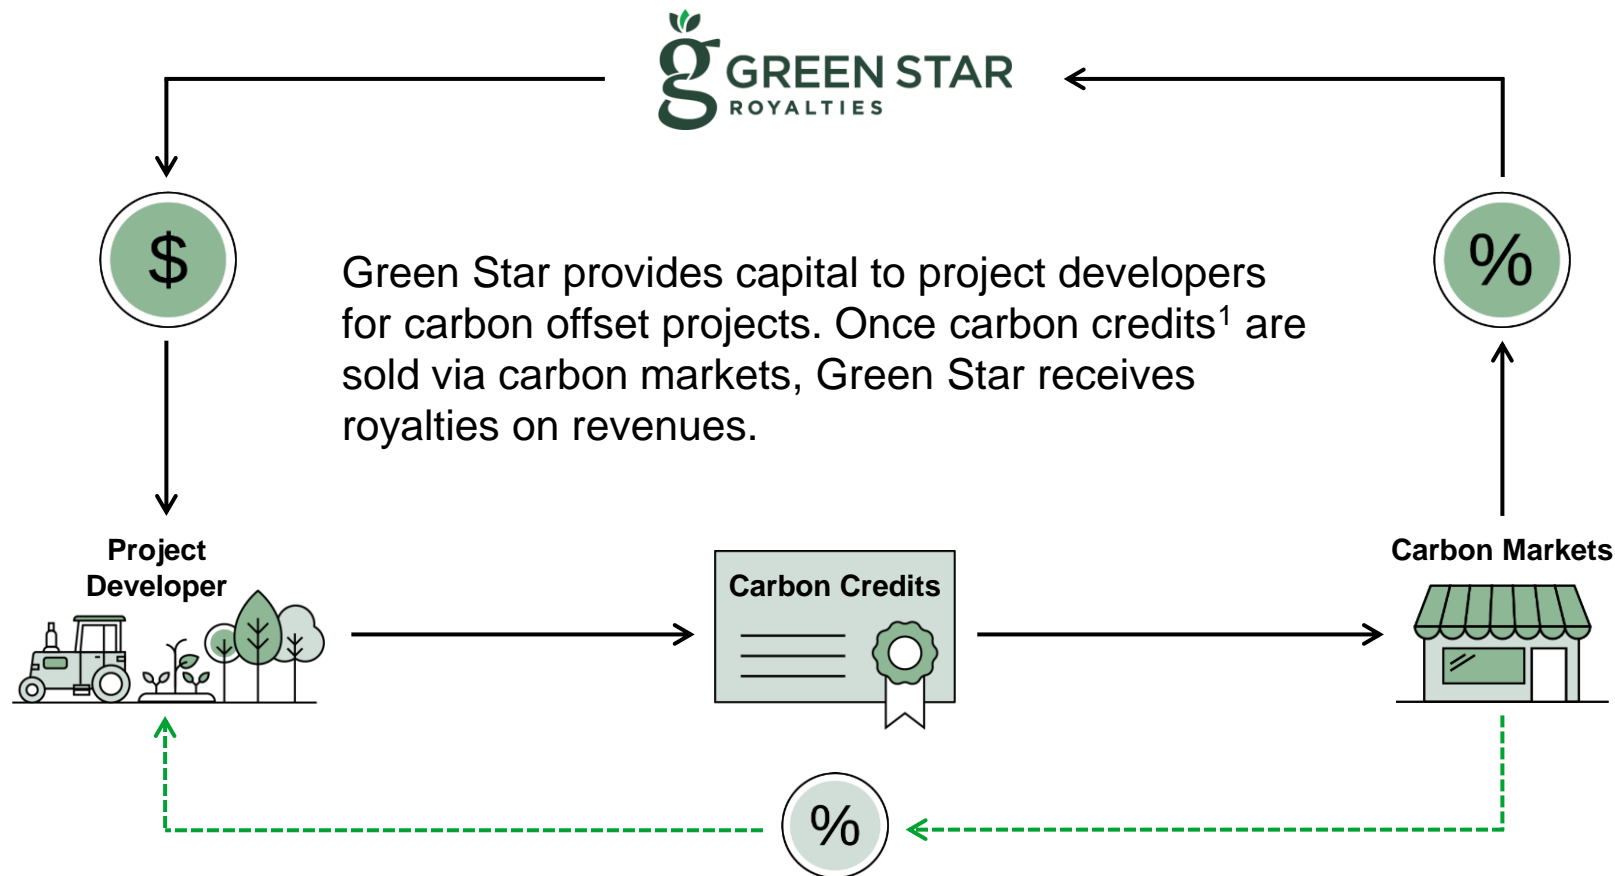 GREEN STAR
ROYALTIES
$
%
Green Star provides capital to project developers
for carbon offset projects. Once carbon credits¹ are
sold via carbon markets, Green Star receives
royalties on revenues.
Project
Developer
Carbon Credits
Carbon Markets
%